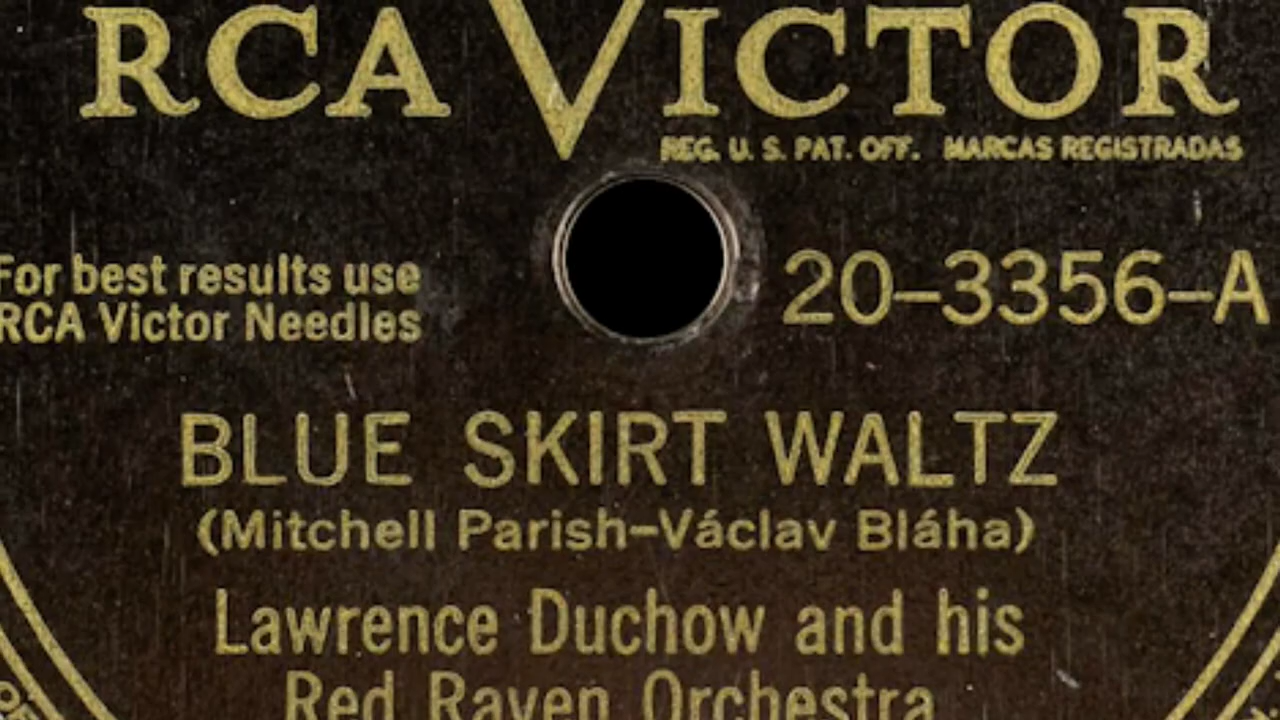 RCA VICTOR
REG. U. S. PAT. OFF. MARCAS REGISTRADAS
For best results use
RCA Victor Needles
20–3356–A
BLUE SKIRT WALTZ
(Mitchell Parish–Václav Bláha)
Lawrence Duchow and his
Red Raven Orchestra